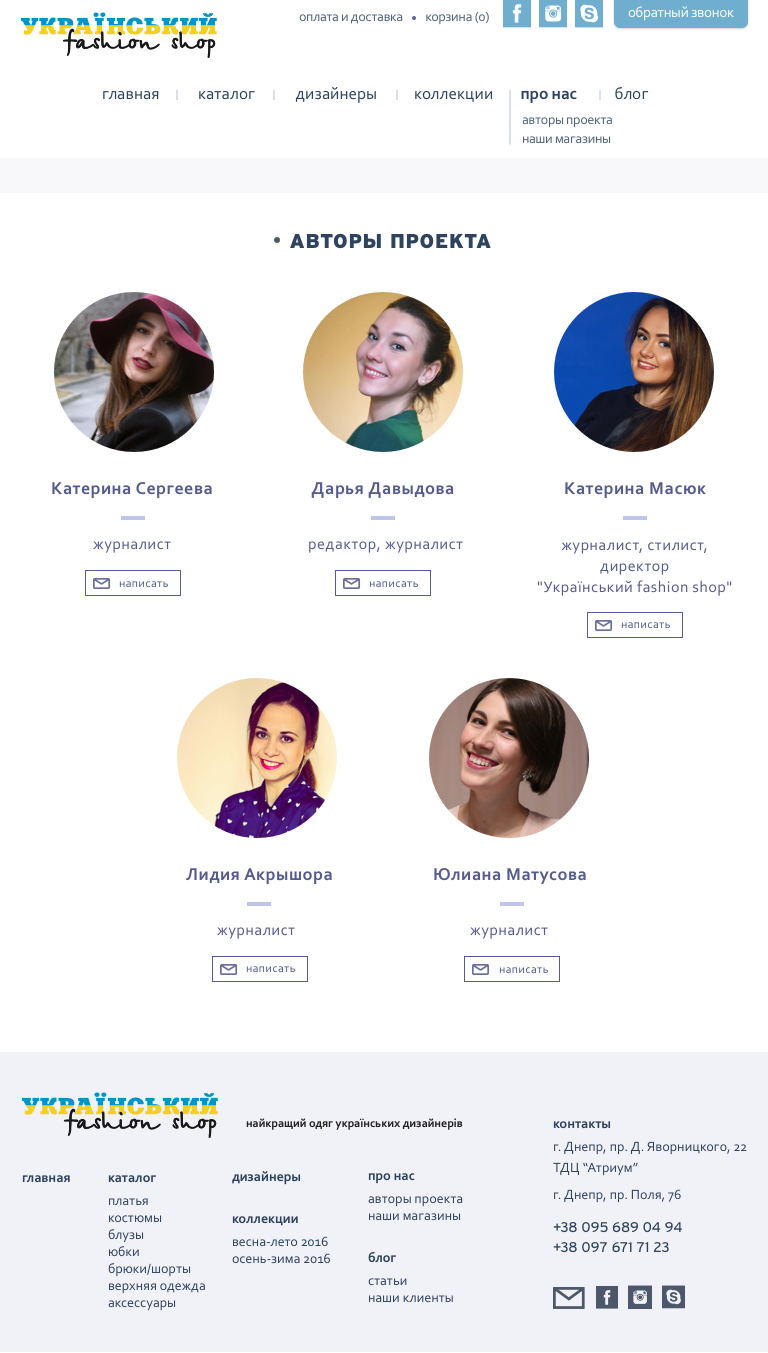 УКРАЇНСЬКИЙ
fashion shop
оплата и доставка • корзина (0)
обратный звонок
главная | каталог | дизайнеры | коллекции | про нас | блог
авторы проекта
наши магазины
• АВТОРЫ ПРОЕКТА
Катерина Сергеева
журналист
написать
Дарья Давыдова
редактор, журналист
написать
Катерина Масюк
журналист, стилист,
директор
"Український fashion shop"
написать
Лидия Акрышора
журналист
написать
Юлиана Матусова
журналист
написать
УКРАЇНСЬКИЙ
fashion shop
найкращий одяг українських дизайнерів
главная
каталог
платья
костюмы
блузы
юбки
брюки/шорты
верхняя одежда
аксессуары
дизайнеры
коллекции
весна-лето 2016
осень-зима 2016
про нас
авторы проекта
наши магазины
блог
статьи
наши клиенты
контакты
г. Днепр, пр. Д. Яворницкого, 22
ТДЦ “Атриум”
г. Днепр, пр. Поля, 76
+38 095 689 04 94
+38 097 671 71 23